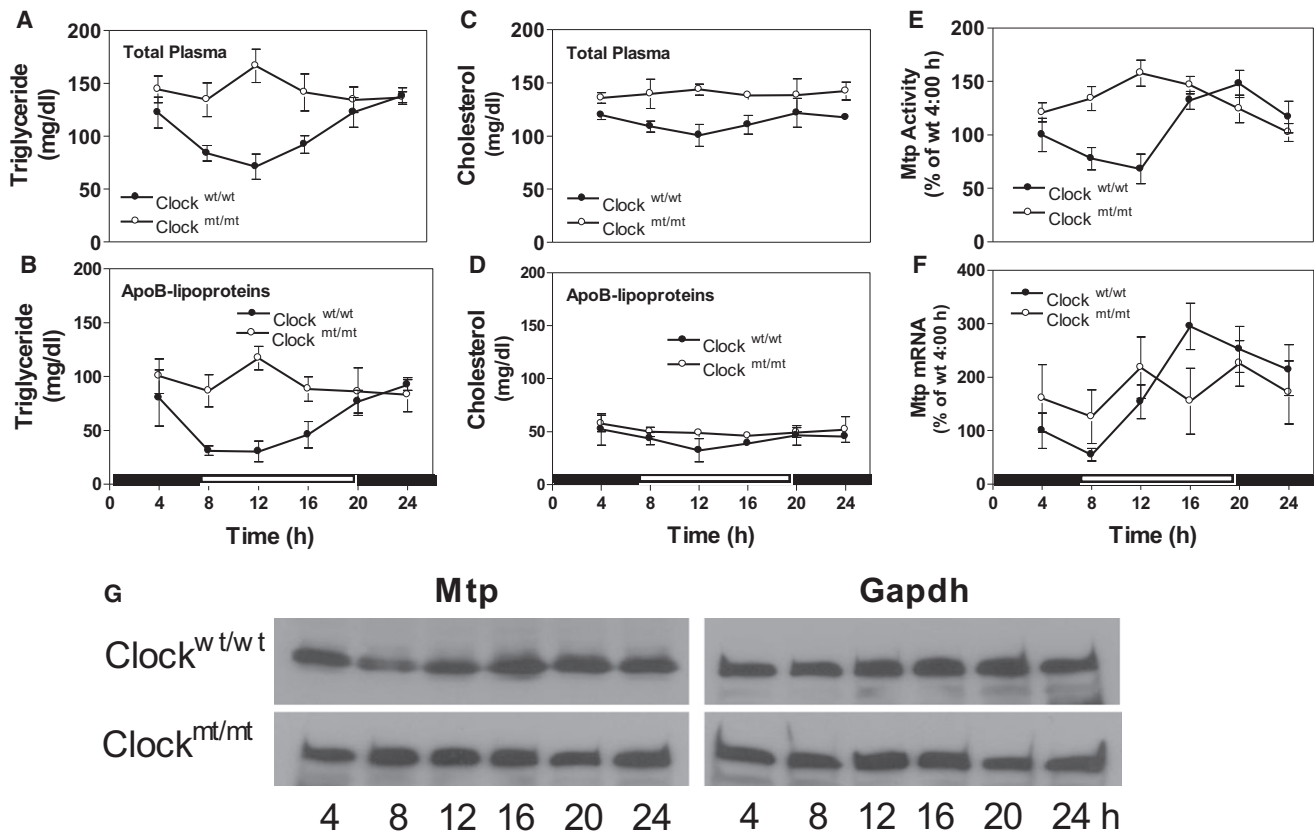 A
Triglyceride
(mg/dl)
200
150
100
50
0
Total Plasma
Clock wt/wt
Clock mt/mt
B
Triglyceride
(mg/dl)
200
150
100
50
0
ApoB-lipoproteins
Clock wt/wt
Clock mt/mt
0 4 8 12 16 20 24
Time (h)
C
Cholesterol
(mg/dl)
200
150
100
50
0
Total Plasma
Clock wt/wt
Clock mt/mt
D
Cholesterol
(mg/dl)
200
150
100
50
0
ApoB-lipoproteins
Clock wt/wt
Clock mt/mt
0 4 8 12 16 20 24
Time (h)
E
Mtp Activity
(% of wt 4:00 h)
200
150
100
50
0
Clock wt/wt
Clock mt/mt
F
Mtp mRNA
(% of wt 4:00 h)
400
300
200
100
0
Clock wt/wt
Clock mt/mt
0 4 8 12 16 20 24
Time (h)
G
Mtp Gapdh
Clock wt/wt
Clock mt/mt
4 8 12 16 20 24 4 8 12 16 20 24 h